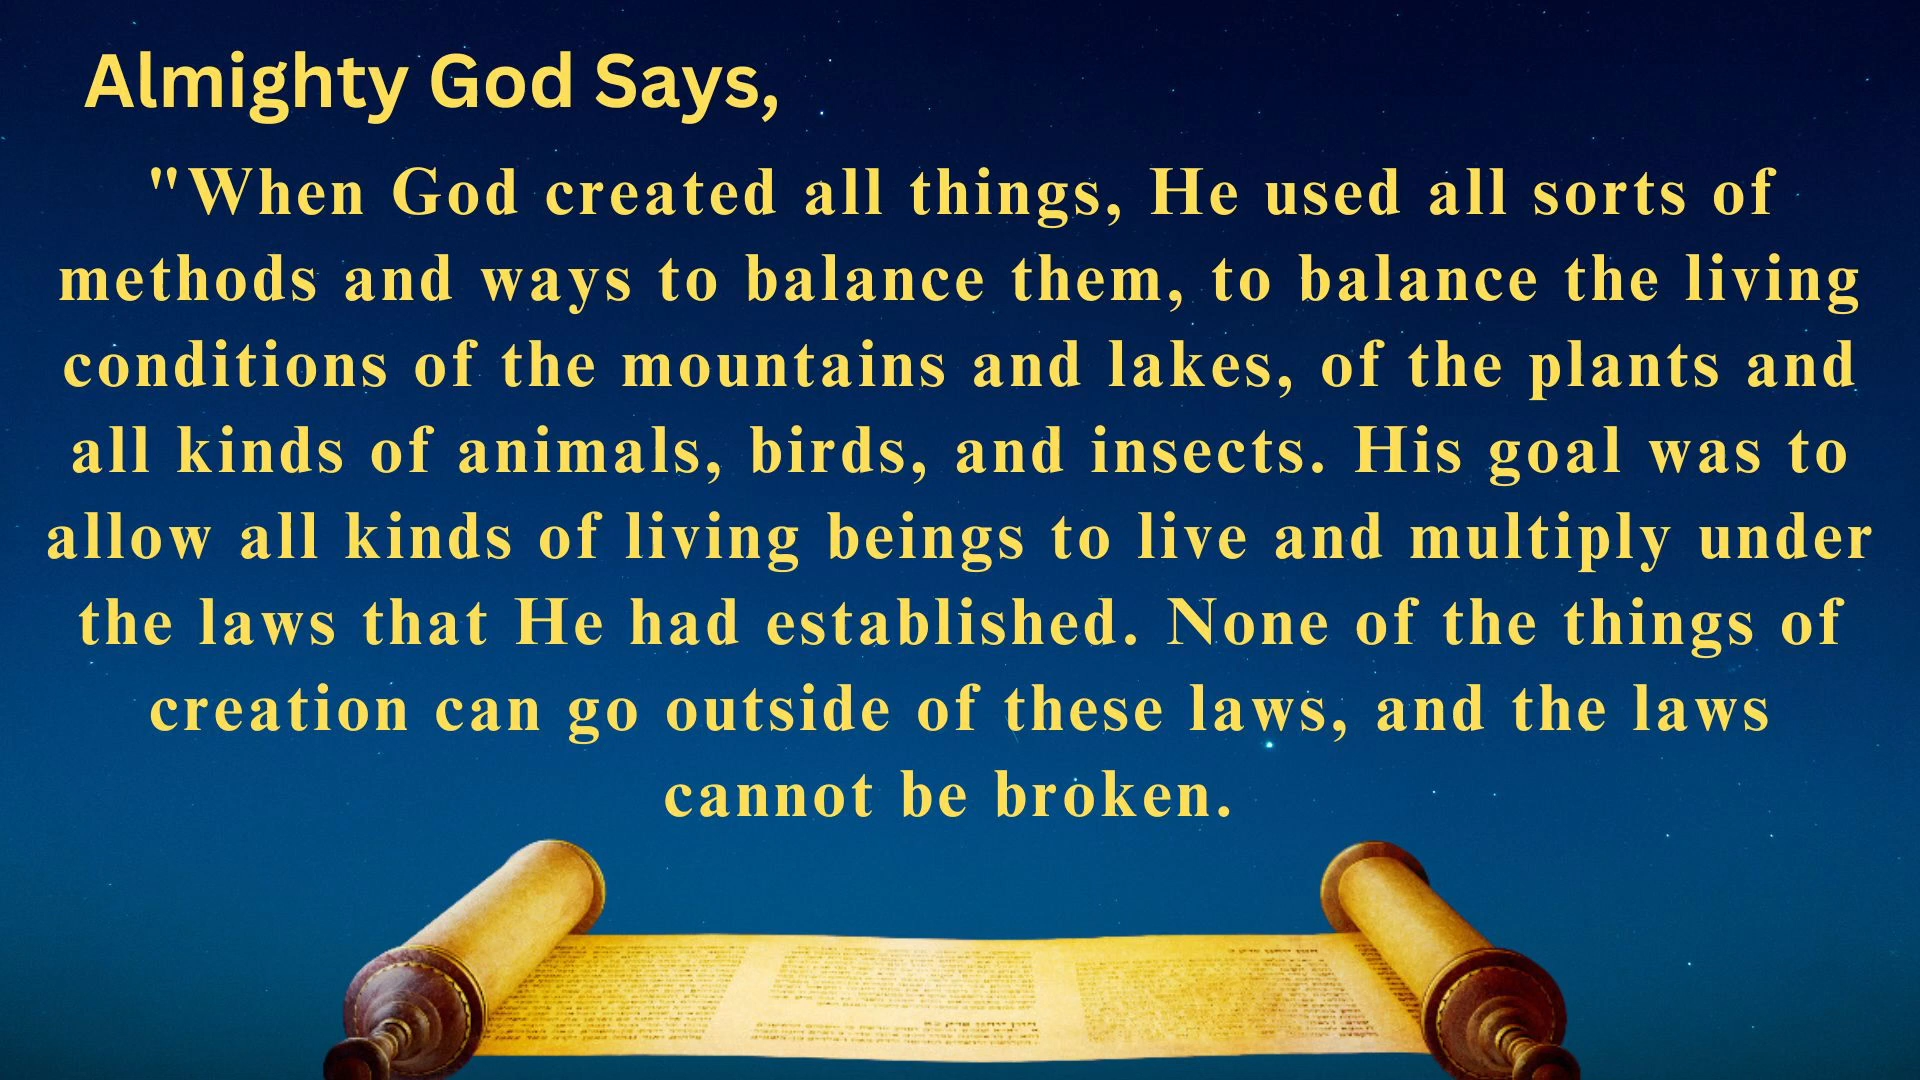 Almighty God Says,
"When God created all things, He used all sorts of
methods and ways to balance them, to balance the living
conditions of the mountains and lakes, of the plants and
all kinds of animals, birds, and insects. His goal was to
allow all kinds of living beings to live and multiply under
the laws that He had established. None of the things of
creation can go outside of these laws, and the laws
cannot be broken.